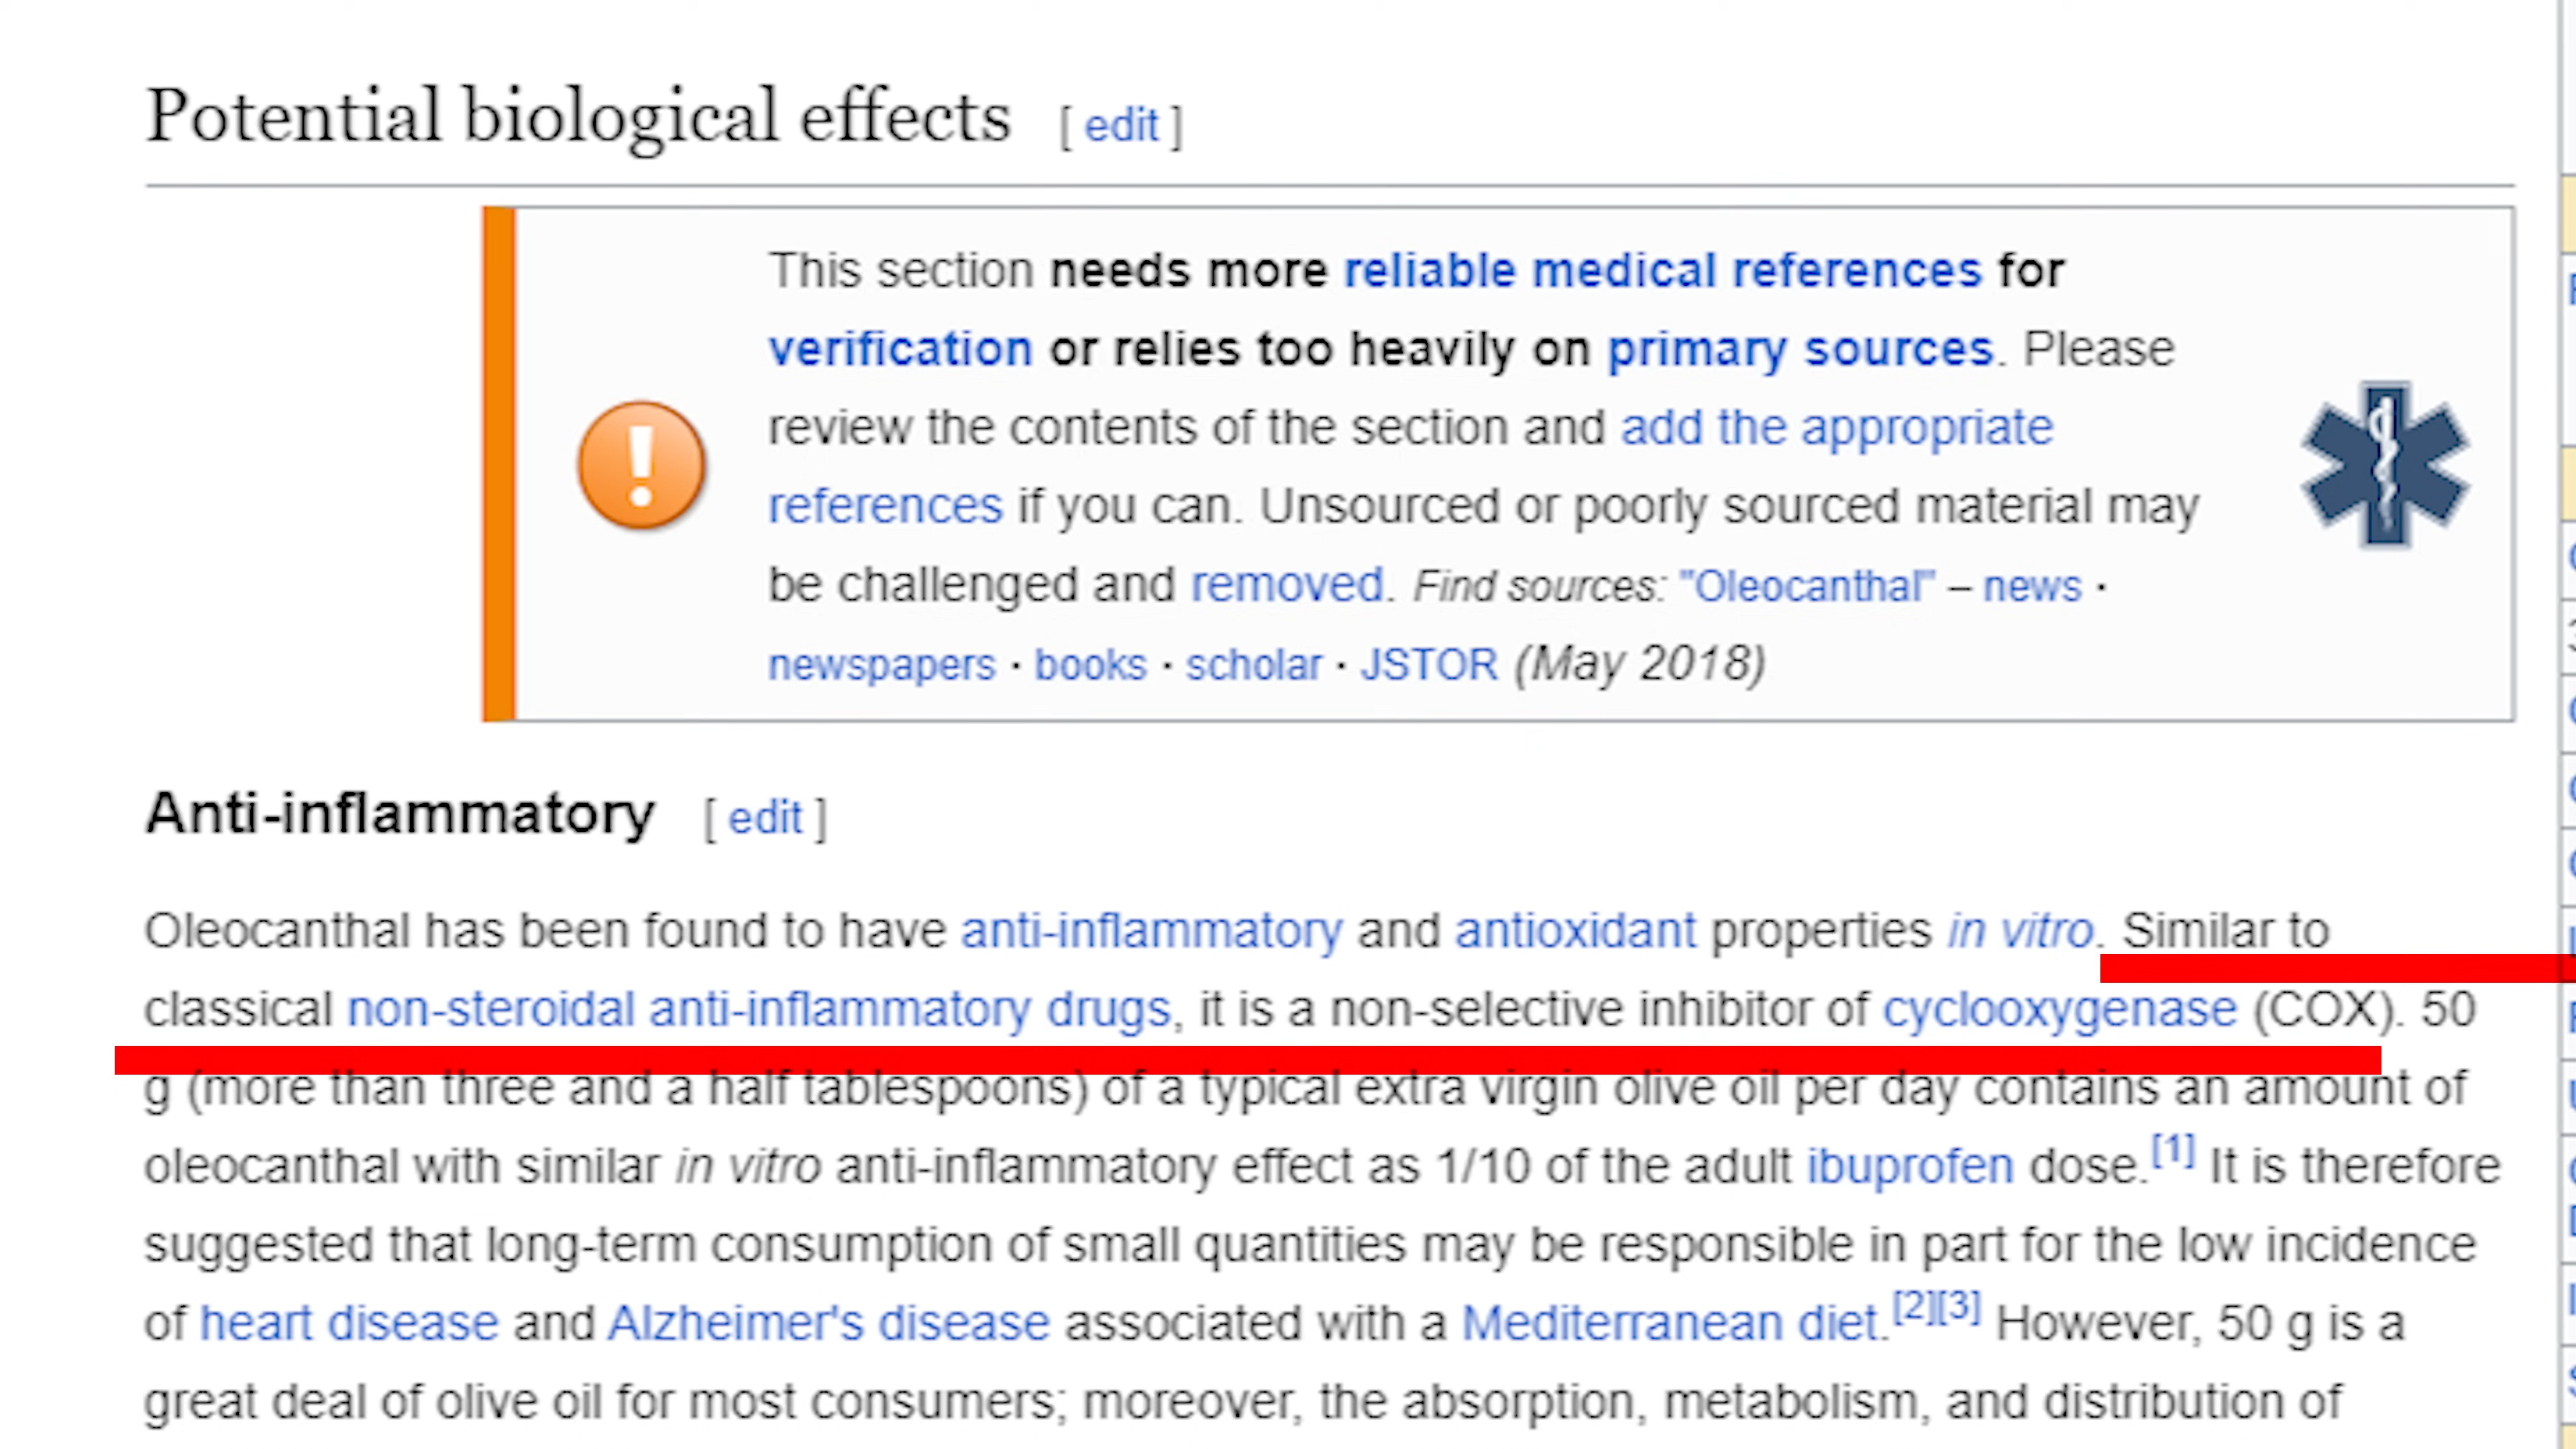 Potential biological effects [ edit ]
This section needs more reliable medical references for
verification or relies too heavily on primary sources. Please
review the contents of the section and add the appropriate
references if you can. Unsourced or poorly sourced material may
be challenged and removed. Find sources: "Oleocanthal" – news ·
newspapers · books · scholar · JSTOR (May 2018)
Anti-inflammatory [ edit ]
Oleocanthal has been found to have anti-inflammatory and antioxidant properties in vitro. Similar to
classical non-steroidal anti-inflammatory drugs, it is a non-selective inhibitor of cyclooxygenase (COX). 50
g (more than three and a half tablespoons) of a typical extra virgin olive oil per day contains an amount of
oleocanthal with similar in vitro anti-inflammatory effect as 1/10 of the adult ibuprofen dose.[1] It is therefore
suggested that long-term consumption of small quantities may be responsible in part for the low incidence
of heart disease and Alzheimer's disease associated with a Mediterranean diet.[2][3] However, 50 g is a
great deal of olive oil for most consumers; moreover, the absorption, metabolism, and distribution of